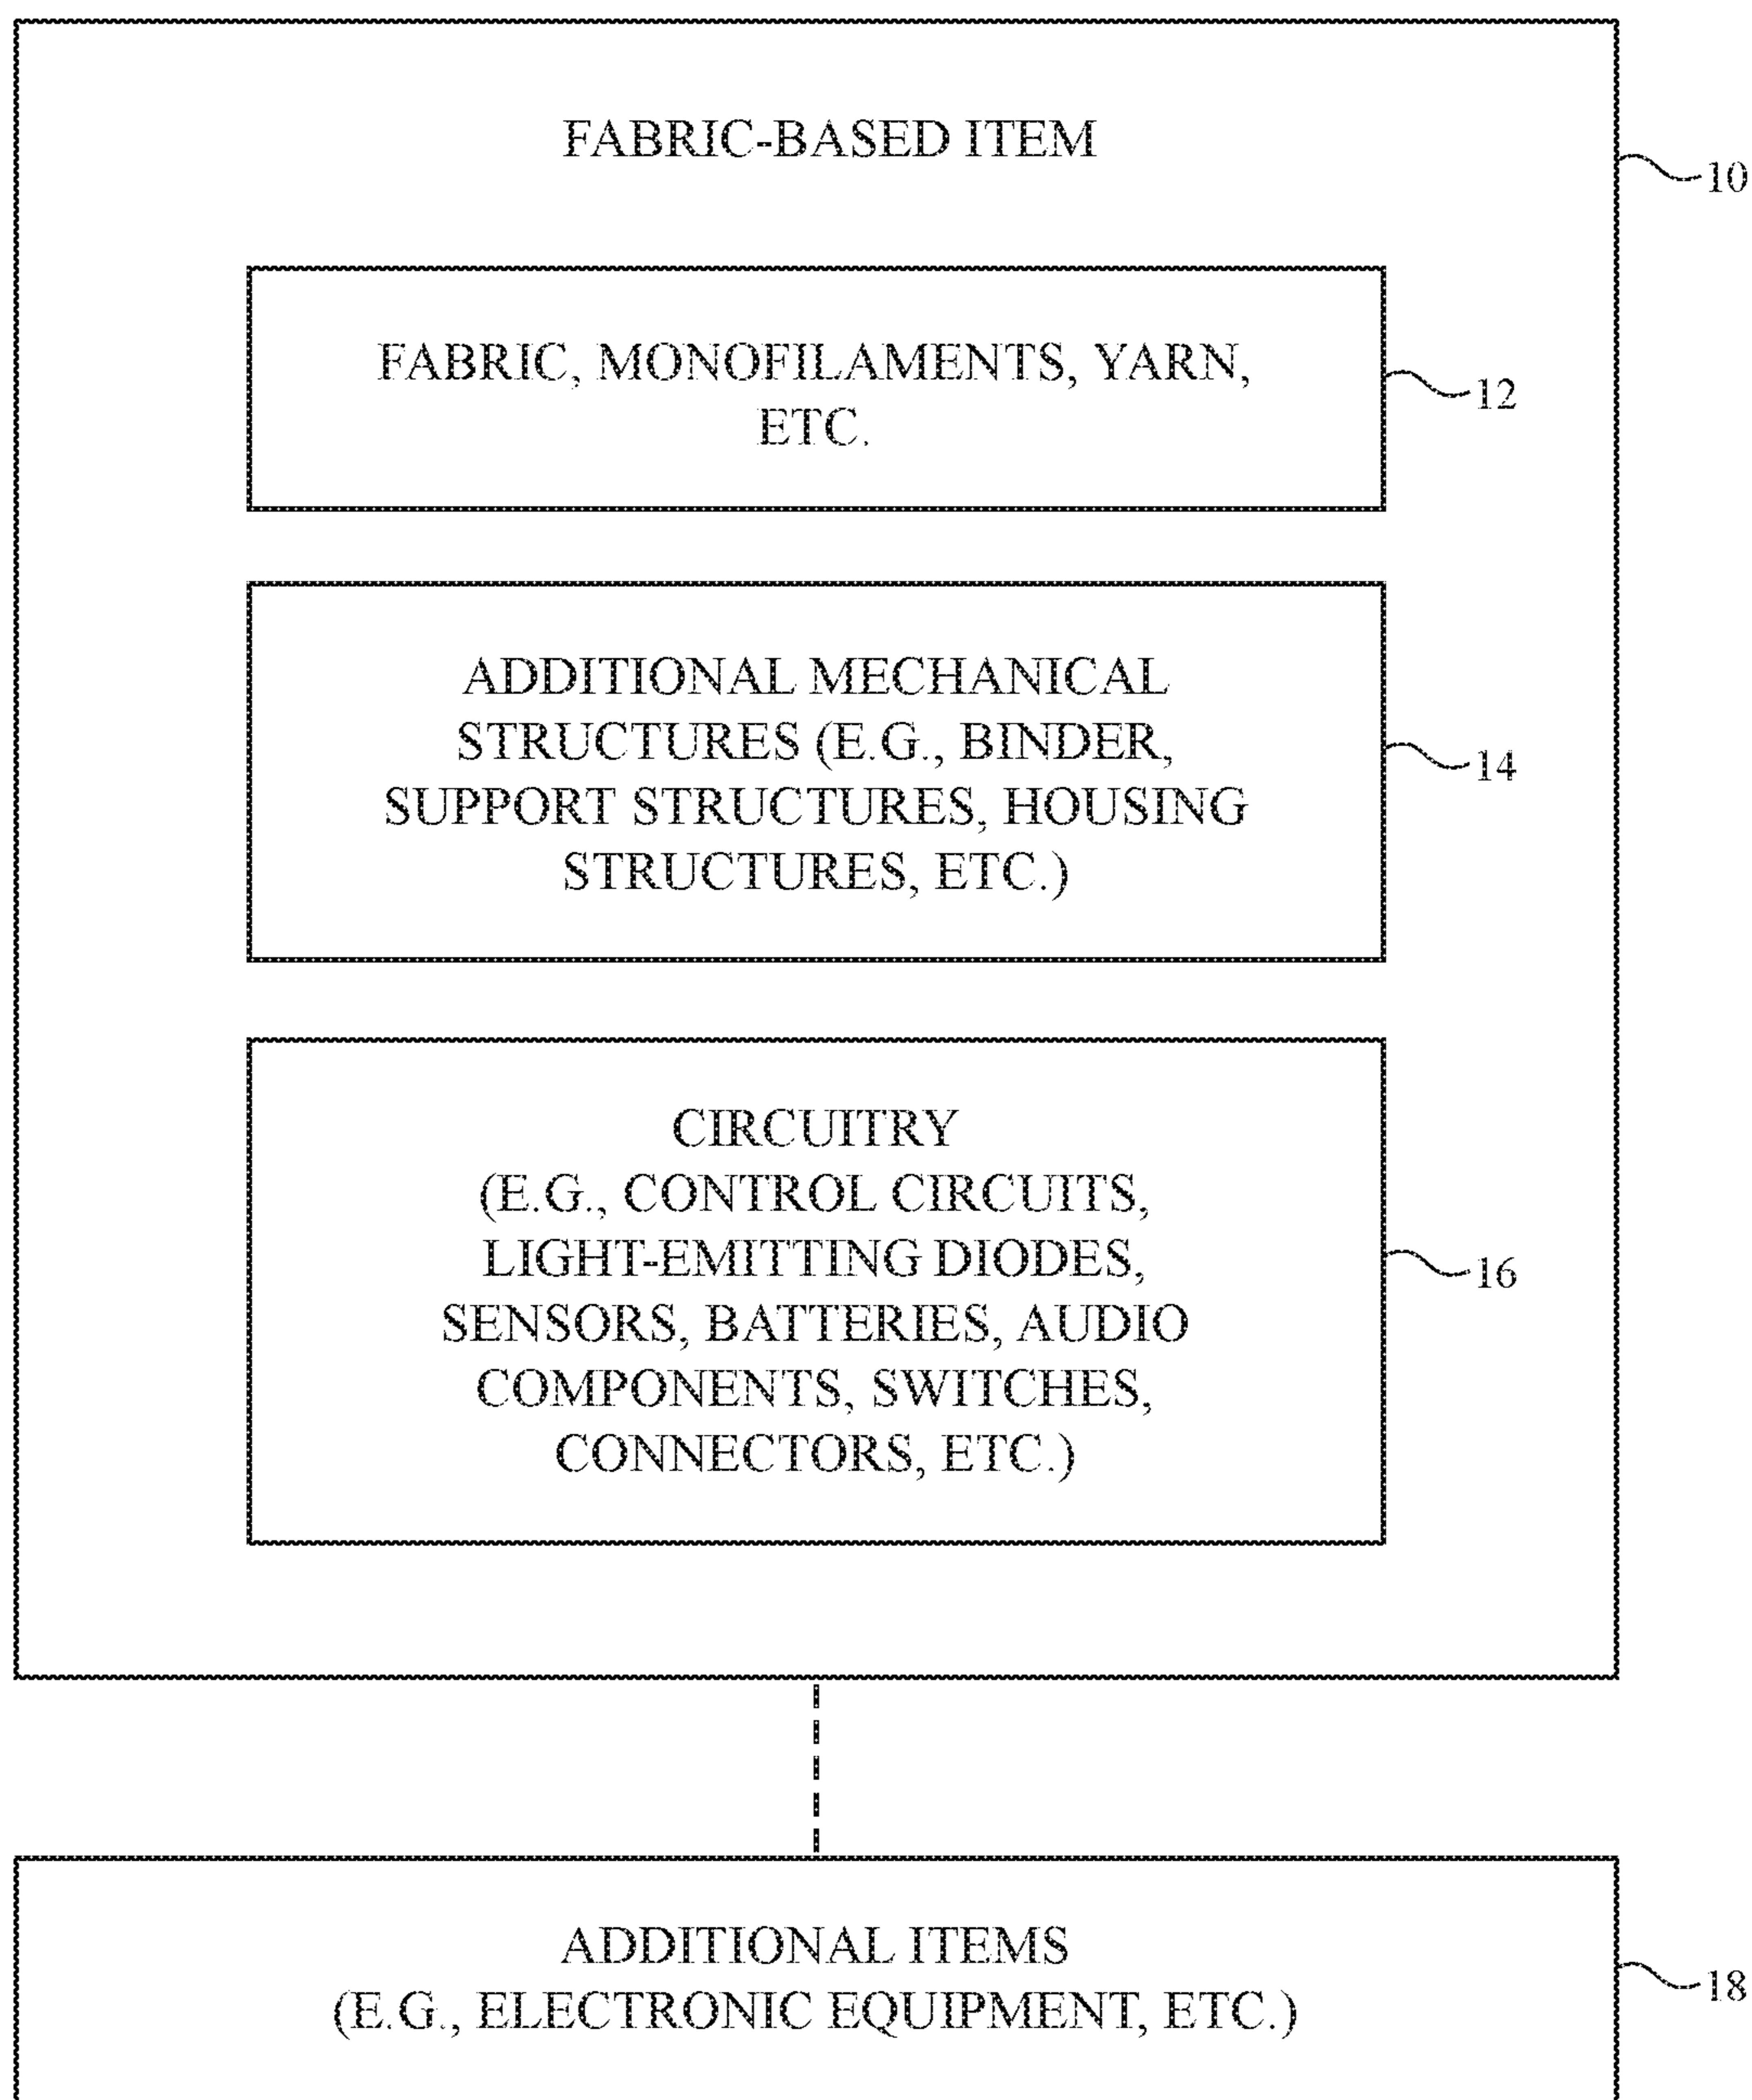 FABRIC-BASED ITEM
10
FABRIC, MONOFILAMENTS, YARN,
ETC.
12
ADDITIONAL MECHANICAL
STRUCTURES (E.G., BINDER,
SUPPORT STRUCTURES, HOUSING
STRUCTURES, ETC.)
14
CIRCUITRY
(E.G., CONTROL CIRCUITS,
LIGHT-EMITTING DIODES,
SENSORS, BATTERIES, AUDIO
COMPONENTS, SWITCHES,
CONNECTORS, ETC.)
16
ADDITIONAL ITEMS
(E.G., ELECTRONIC EQUIPMENT, ETC.)
18